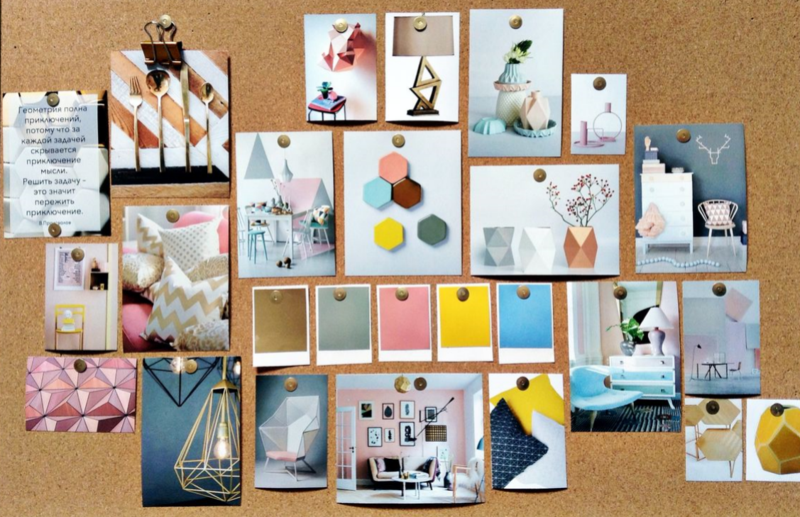 Геометрия полна
приключений,
потому что за
каждой задачей
скрывается
приключение
мысли.
Решить задачу -
это значит
пережить
приключение.